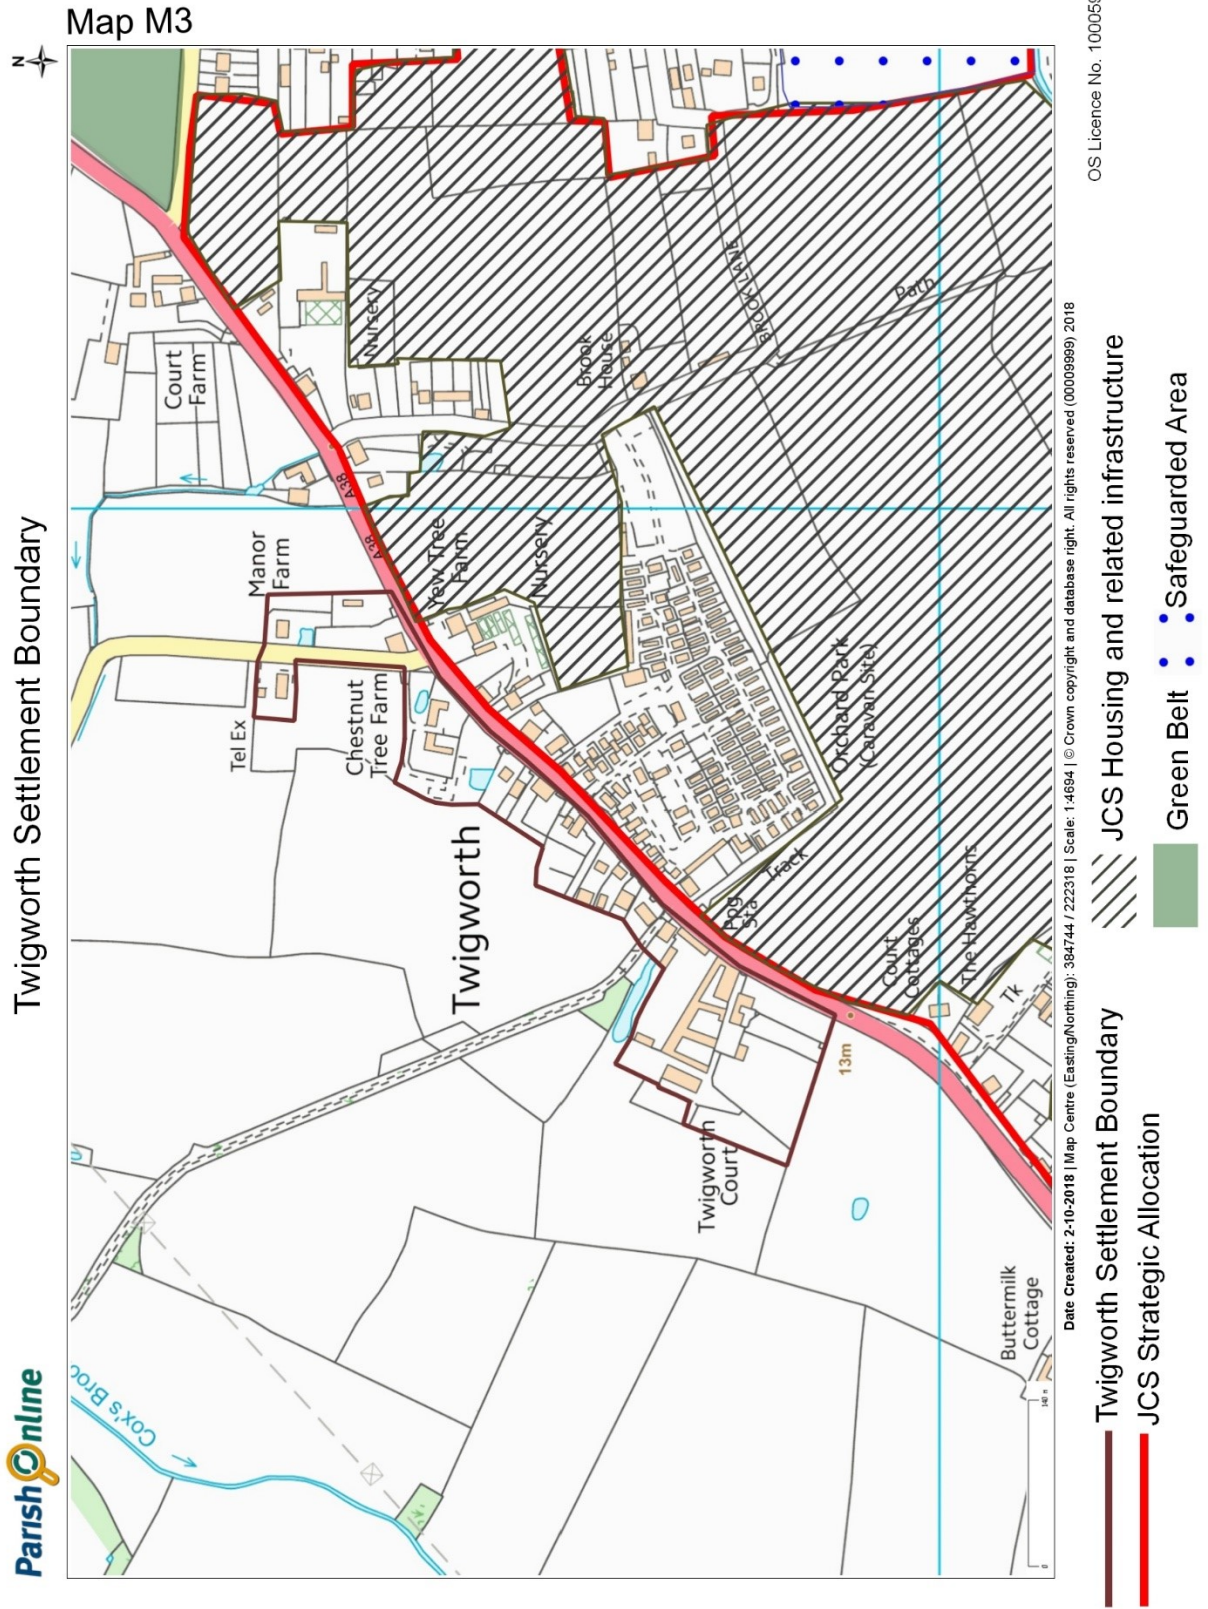 Map M3
Twigworth Settlement Boundary
Parish Online
N
Cox's Broo
Tel Ex
Manor
Farm
Court
Farm
Chestnut
Tree Farm
Twigworth
A38
A38
Yew Tree
Farm
Nursery
Nursery
Brook
House
BROOK LANE
Path
Orchard Park
(Caravan Site)
Track
Ppg
Sta
Twigworth
Court
13m
Court
Cottages
The Hawthorns
Tk
Buttermilk
Cottage
0
140 m
Date Created: 2-10-2018 | Map Centre (Easting/Northing): 384744 / 222318 | Scale: 1:4694 | © Crown copyright and database right. All rights reserved (00009999) 2018
OS Licence No. 100059
Twigworth Settlement Boundary
JCS Strategic Allocation
JCS Housing and related infrastructure
Green Belt
Safeguarded Area